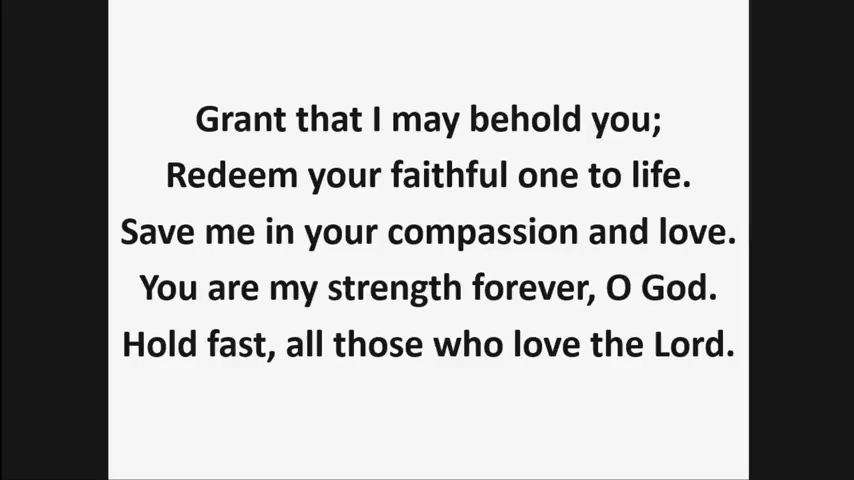 Grant that I may behold you;
Redeem your faithful one to life.
Save me in your compassion and love.
You are my strength forever, O God.
Hold fast, all those who love the Lord.